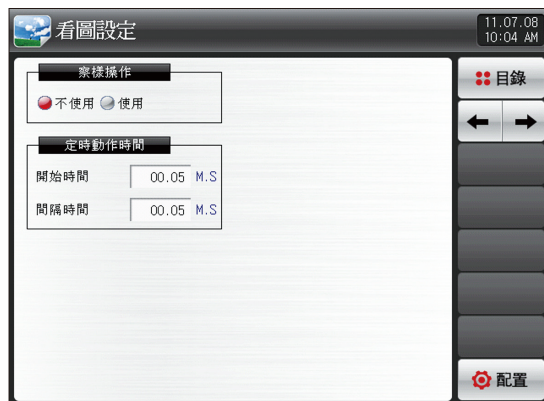 看圖設定
11.07.08
10:04 AM
察樣操作
不使用 使用
定時動作時間
開始時間 00.05 M.S
間隔時間 00.05 M.S
目錄
配置